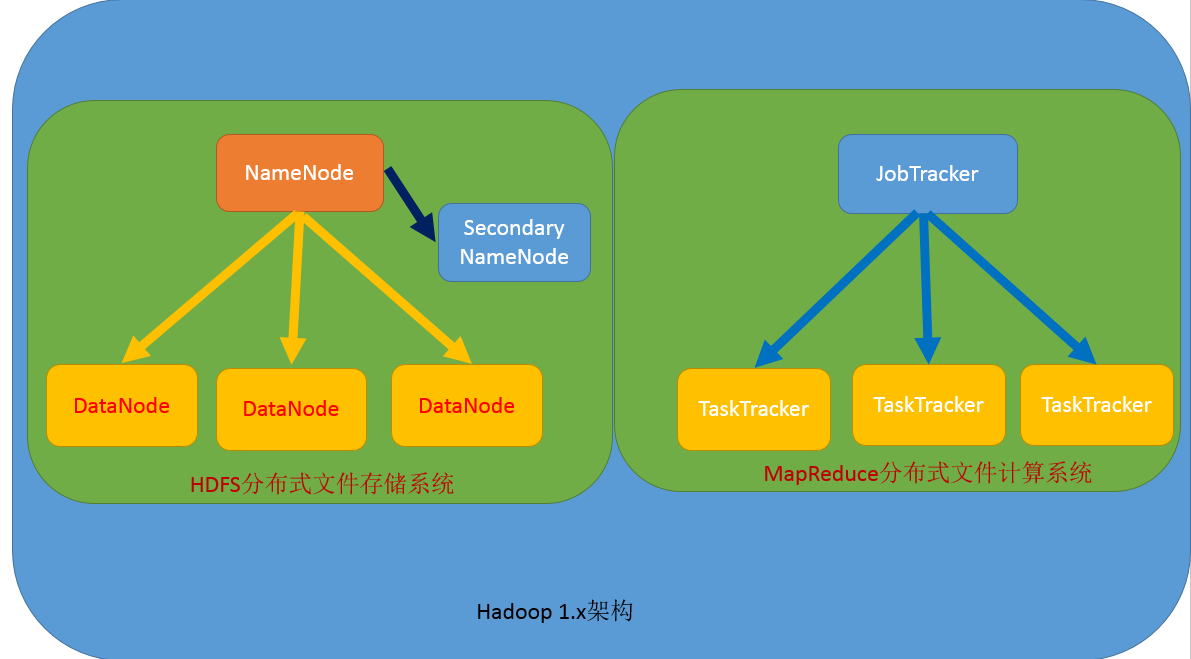 NameNode
Secondary
NameNode
DataNode
DataNode
DataNode
HDFS分布式文件存储系统
JobTracker
TaskTracker
TaskTracker
TaskTracker
MapReduce分布式文件计算系统
Hadoop 1.x架构